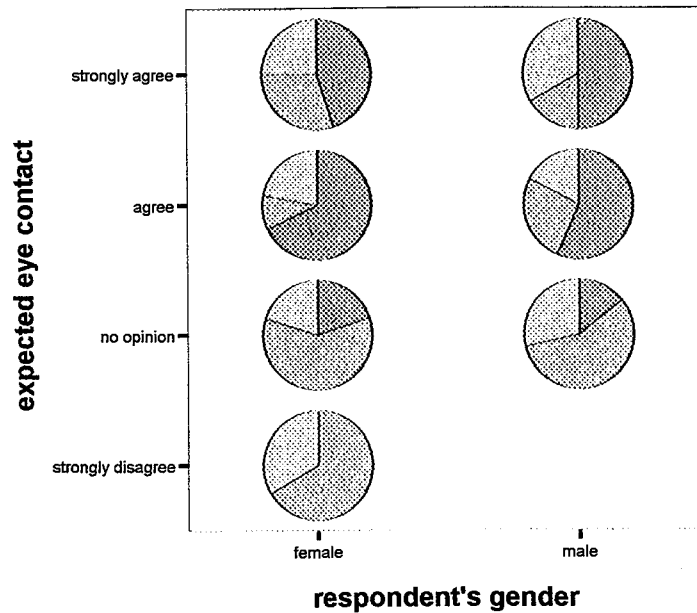 expected eye contact
strongly agree
agree
no opinion
strongly disagree
female
male
respondent's gender